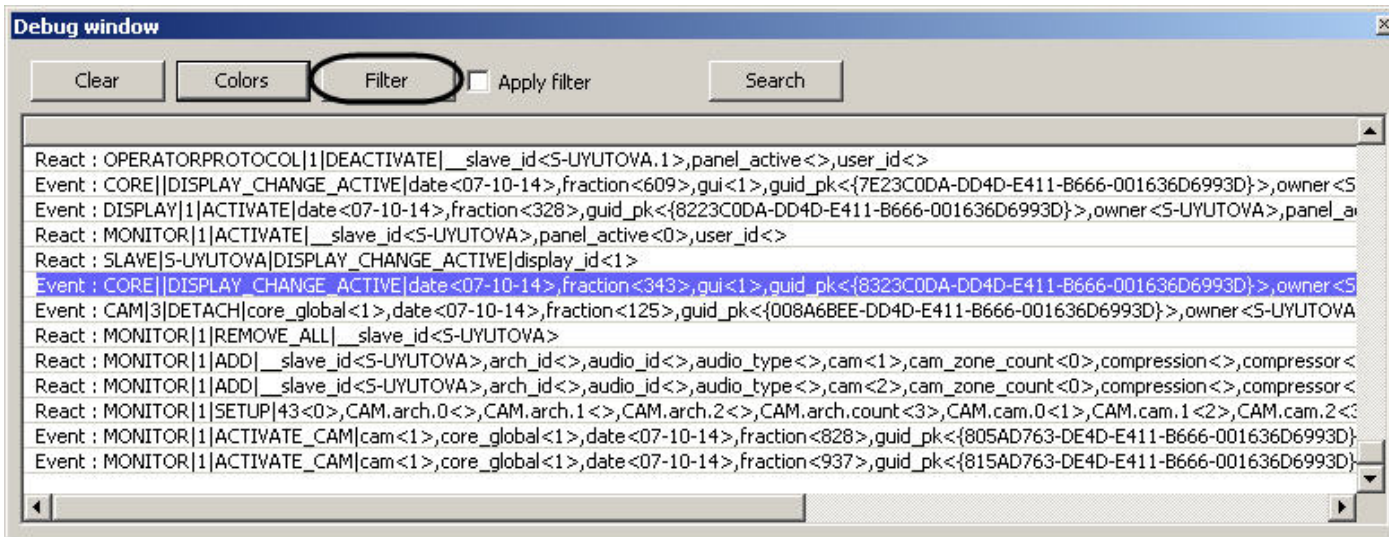 Debug window
Clear Colors Filter Apply filter Search
React : OPERATORPROTOCOL|1|DEACTIVATE|__slave_id<S-UYUTOVA.1>,panel_active<>,user_id<>
Event : CORE||DISPLAY_CHANGE_ACTIVE|date<07-10-14>,fraction<609>,gui<1>,guid_pk<{7E23C0DA-DD4D-E411-B666-001636D6993D}>,owner<S
Event : DISPLAY|1|ACTIVATE|date<07-10-14>,fraction<328>,guid_pk<{8223C0DA-DD4D-E411-B666-001636D6993D}>,owner<S-UYUTOVA>,panel_a
React : MONITOR|1|ACTIVATE|__slave_id<S-UYUTOVA>,panel_active<0>,user_id<>
React : SLAVE|S-UYUTOVA|DISPLAY_CHANGE_ACTIVE|display_id<1>
Event : CORE||DISPLAY_CHANGE_ACTIVE|date<07-10-14>,fraction<343>,gui<1>,guid_pk<{8323C0DA-DD4D-E411-B666-001636D6993D}>,owner<S
Event : CAM|3|DETACH|core_global<1>,date<07-10-14>,fraction<125>,guid_pk<{008A6BEE-DD4D-E411-B666-001636D6993D}>,owner<S-UYUTOVA
React : MONITOR|1|REMOVE_ALL|__slave_id<S-UYUTOVA>
React : MONITOR|1|ADD|__slave_id<S-UYUTOVA>,arch_id<>,audio_id<>,audio_type<>,cam<1>,cam_zone_count<0>,compression<>,compressor<
React : MONITOR|1|ADD|__slave_id<S-UYUTOVA>,arch_id<>,audio_id<>,audio_type<>,cam<2>,cam_zone_count<0>,compression<>,compressor<
React : MONITOR|1|SETUP|43<0>,CAM.arch.0<>,CAM.arch.1<>,CAM.arch.2<>,CAM.arch.count<3>,CAM.cam.0<1>,CAM.cam.1<2>,CAM.cam.2<3
Event : MONITOR|1|ACTIVATE_CAM|cam<1>,core_global<1>,date<07-10-14>,fraction<828>,guid_pk<{805AD763-DE4D-E411-B666-001636D6993D}
Event : MONITOR|1|ACTIVATE_CAM|cam<1>,core_global<1>,date<07-10-14>,fraction<937>,guid_pk<{815AD763-DE4D-E411-B666-001636D6993D}